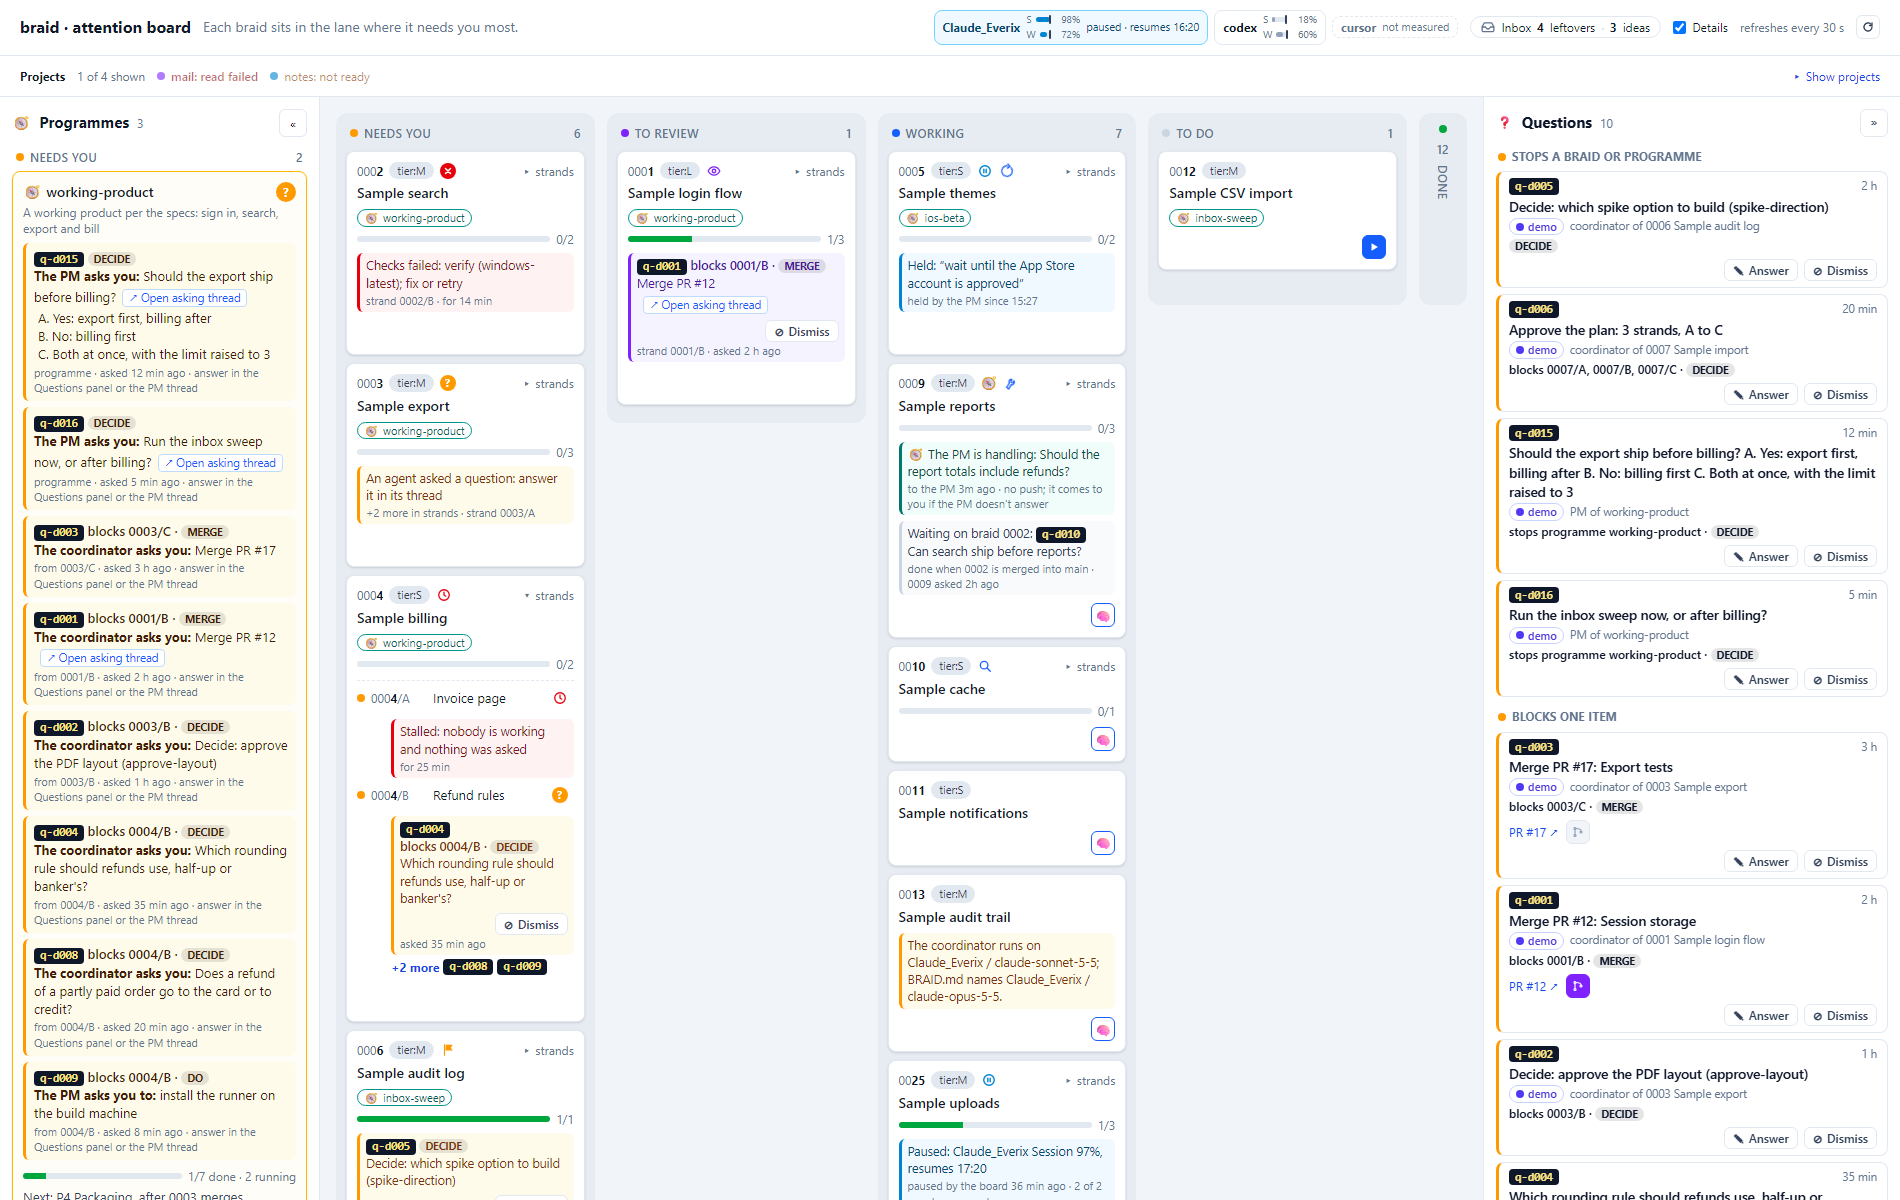 braid · attention board
Each braid sits in the lane where it needs you most.
Claude_Everix S 98% W 72% paused · resumes 16:20
codex S 18% W 60%
cursor not measured
Inbox 4 leftovers · 3 ideas
Details
refreshes every 30 s
Projects 1 of 4 shown mail: read failed notes: not ready
Show projects
Programmes 3
«
NEEDS YOU 2
working-product ?
A working product per the specs: sign in, search,
export and bill
q-d015 DECIDE
The PM asks you: Should the export ship
before billing? ↗ Open asking thread
A. Yes: export first, billing after
B. No: billing first
C. Both at once, with the limit raised to 3
programme · asked 12 min ago · answer in the
Questions panel or the PM thread
q-d016 DECIDE
The PM asks you: Run the inbox sweep
now, or after billing? ↗ Open asking thread
programme · asked 5 min ago · answer in the
Questions panel or the PM thread
q-d003 blocks 0003/C · MERGE
The coordinator asks you: Merge PR #17
from 0003/C · asked 3 h ago · answer in the
Questions panel or the PM thread
q-d001 blocks 0001/B · MERGE
The coordinator asks you: Merge PR #12
↗ Open asking thread
from 0001/B · asked 2 h ago · answer in the
Questions panel or the PM thread
q-d002 blocks 0003/B · DECIDE
The coordinator asks you: Decide: approve
the PDF layout (approve-layout)
from 0003/B · asked 1 h ago · answer in the
Questions panel or the PM thread
q-d004 blocks 0004/B · DECIDE
The coordinator asks you: Which rounding
rule should refunds use, half-up or
banker's?
from 0004/B · asked 35 min ago · answer in the
Questions panel or the PM thread
q-d008 blocks 0004/B · DECIDE
The coordinator asks you: Does a refund
of a partly paid order go to the card or to
credit?
from 0004/B · asked 20 min ago · answer in the
Questions panel or the PM thread
q-d009 blocks 0004/B · DO
The PM asks you to: install the runner on
the build machine
from 0004/B · asked 8 min ago · answer in the
Questions panel or the PM thread
1/7 done · 2 running
Next: P4 Packaging, after 0003 merges
NEEDS YOU 6
0002 tier:M strands
Sample search
working-product
0/2
Checks failed: verify (windows-
latest); fix or retry
strand 0002/B · for 14 min
0003 tier:M ? strands
Sample export
working-product
0/3
An agent asked a question: answer
it in its thread
+2 more in strands · strand 0003/A
0004 tier:S strands
Sample billing
working-product
0/2
0004/A Invoice page
Stalled: nobody is working
and nothing was asked
for 25 min
0004/B Refund rules ?
q-d004
blocks 0004/B · DECIDE
Which rounding rule should
refunds use, half-up or
banker's?
Dismiss
asked 35 min ago
+2 more q-d008 q-d009
0006 tier:M strands
Sample audit log
inbox-sweep
1/1
q-d005 DECIDE
Decide: which spike option to build
(spike-direction)
TO REVIEW 1
0001 tier:L strands
Sample login flow
working-product
1/3
q-d001 blocks 0001/B · MERGE
Merge PR #12
↗ Open asking thread
Dismiss
strand 0001/B · asked 2 h ago
WORKING 7
0005 tier:S strands
Sample themes
ios-beta
0/2
Held: “wait until the App Store
account is approved”
held by the PM since 15:27
0009 tier:M strands
Sample reports
0/3
The PM is handling: Should the
report totals include refunds?
to the PM 3m ago · no push; it comes to
you if the PM doesn't answer
Waiting on braid 0002: q-d010
Can search ship before reports?
done when 0002 is merged into main ·
0009 asked 2h ago
0010 tier:S strands
Sample cache
0/1
0011 tier:S
Sample notifications
0013 tier:M
Sample audit trail
The coordinator runs on
Claude_Everix / claude-sonnet-5-5;
BRAID.md names Claude_Everix /
claude-opus-5-5.
0025 tier:M strands
Sample uploads
1/3
Paused: Claude_Everix Session 97%,
resumes 17:20
paused by the board 36 min ago · 2 of 2
TO DO 1
0012 tier:M
Sample CSV import
inbox-sweep
12 DONE
Questions 10
»
STOPS A BRAID OR PROGRAMME
q-d005 2 h
Decide: which spike option to build (spike-direction)
demo coordinator of 0006 Sample audit log
DECIDE
Answer Dismiss
q-d006 20 min
Approve the plan: 3 strands, A to C
demo coordinator of 0007 Sample import
blocks 0007/A, 0007/B, 0007/C · DECIDE
Answer Dismiss
q-d015 12 min
Should the export ship before billing? A. Yes: export first,
billing after B. No: billing first C. Both at once, with the limit
raised to 3
demo PM of working-product
stops programme working-product · DECIDE
Answer Dismiss
q-d016 5 min
Run the inbox sweep now, or after billing?
demo PM of working-product
stops programme working-product · DECIDE
Answer Dismiss
BLOCKS ONE ITEM
q-d003 3 h
Merge PR #17: Export tests
demo coordinator of 0003 Sample export
blocks 0003/C · MERGE
PR #17 ↗
Answer Dismiss
q-d001 2 h
Merge PR #12: Session storage
demo coordinator of 0001 Sample login flow
blocks 0001/B · MERGE
PR #12 ↗
Answer Dismiss
q-d002 1 h
Decide: approve the PDF layout (approve-layout)
demo coordinator of 0003 Sample export
blocks 0003/B · DECIDE
Answer Dismiss
q-d004 35 min
Which rounding rule should refunds use, half-up or